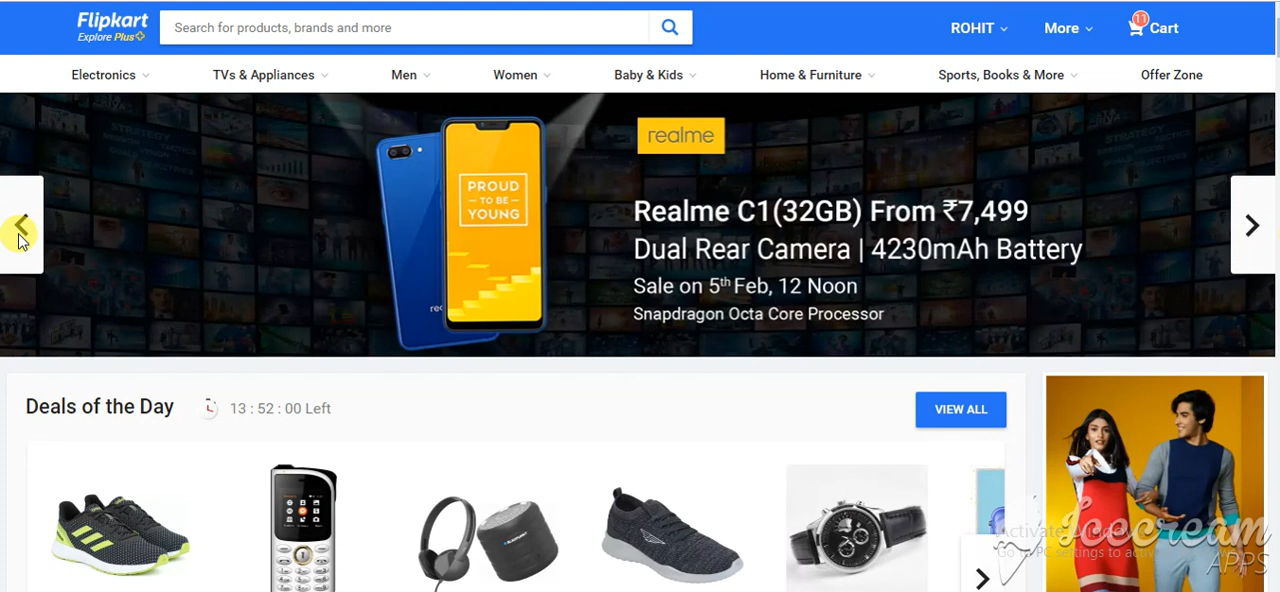 Flipkart
Explore Plus
Search for products, brands and more
ROHIT
More
11
Cart
Electronics
TVs & Appliances
Men
Women
Baby & Kids
Home & Furniture
Sports, Books & More
Offer Zone
realme
PROUD
TO BE
YOUNG
Realme C1(32GB) From ₹7,499
Dual Rear Camera | 4230mAh Battery
Sale on 5th Feb, 12 Noon
Snapdragon Octa Core Processor
Deals of the Day
13 : 52 : 00 Left
VIEW ALL
BLAUPUNKT
Icecream
APPS